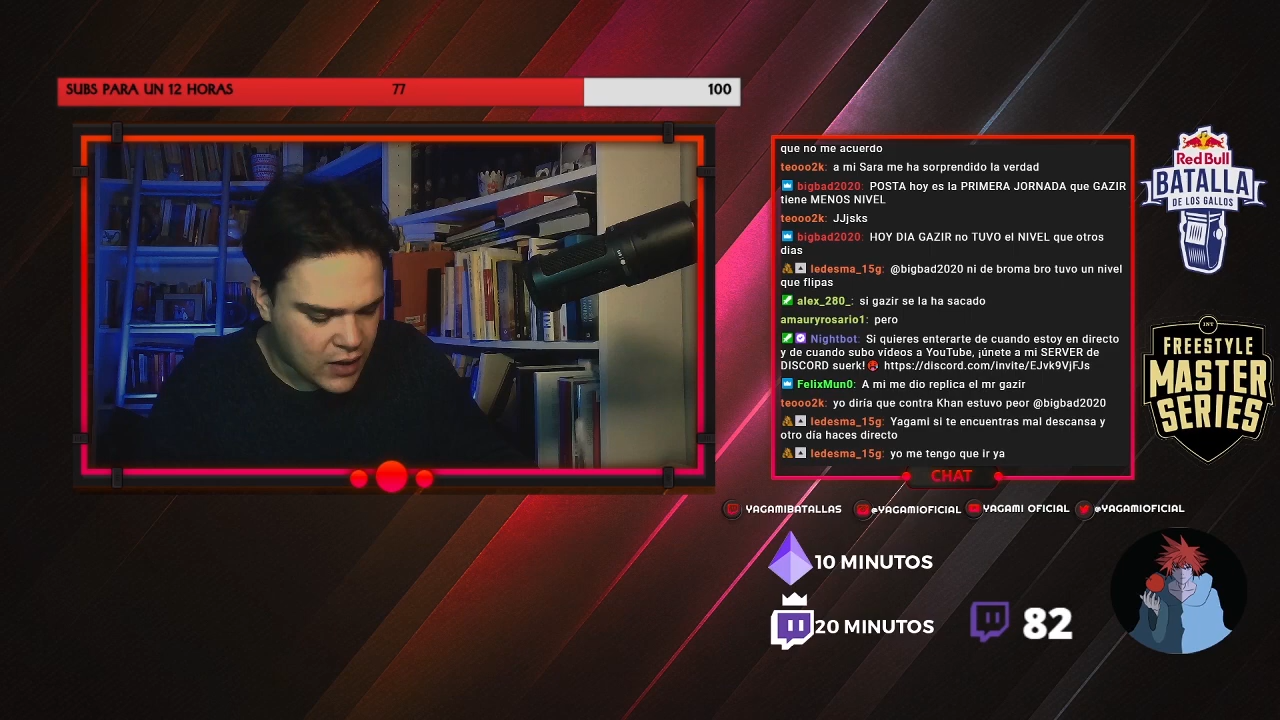 SUBS PARA UN 12 HORAS 77 100
que no me acuerdo
teooo2k: a mi Sara me ha sorprendido la verdad
bigbad2020: POSTA hoy es la PRIMERA JORNADA que GAZIR
tiene MENOS NIVEL
teooo2k: JJjsks
bigbad2020: HOY DIA GAZIR no TUVO el NIVEL que otros
dias
ledesma_15g: @bigbad2020 ni de broma bro tuvo un nivel
que flipas
alex_280_: si gazir se la ha sacado
amauryrosario1: pero
Nightbot: Si quieres enterarte de cuando estoy en directo
y de cuando subo vídeos a YouTube, ¡únete a mi SERVER de
DISCORD suerk! https://discord.com/invite/EJvk9VjFJs
FelixMun0: A mi me dio replica el mr gazir
teooo2k: yo diría que contra Khan estuvo peor @bigbad2020
ledesma_15g: Yagami si te encuentras mal descansa y
otro día haces directo
ledesma_15g: yo me tengo que ir ya
CHAT
Red Bull
BATALLA
DE LOS GALLOS
INT
FREESTYLE
MASTER
SERIES
YAGAMIBATALLAS @YAGAMIOFICIAL YAGAMI OFICIAL @YAGAMIOFICIAL
10 MINUTOS
20 MINUTOS
82